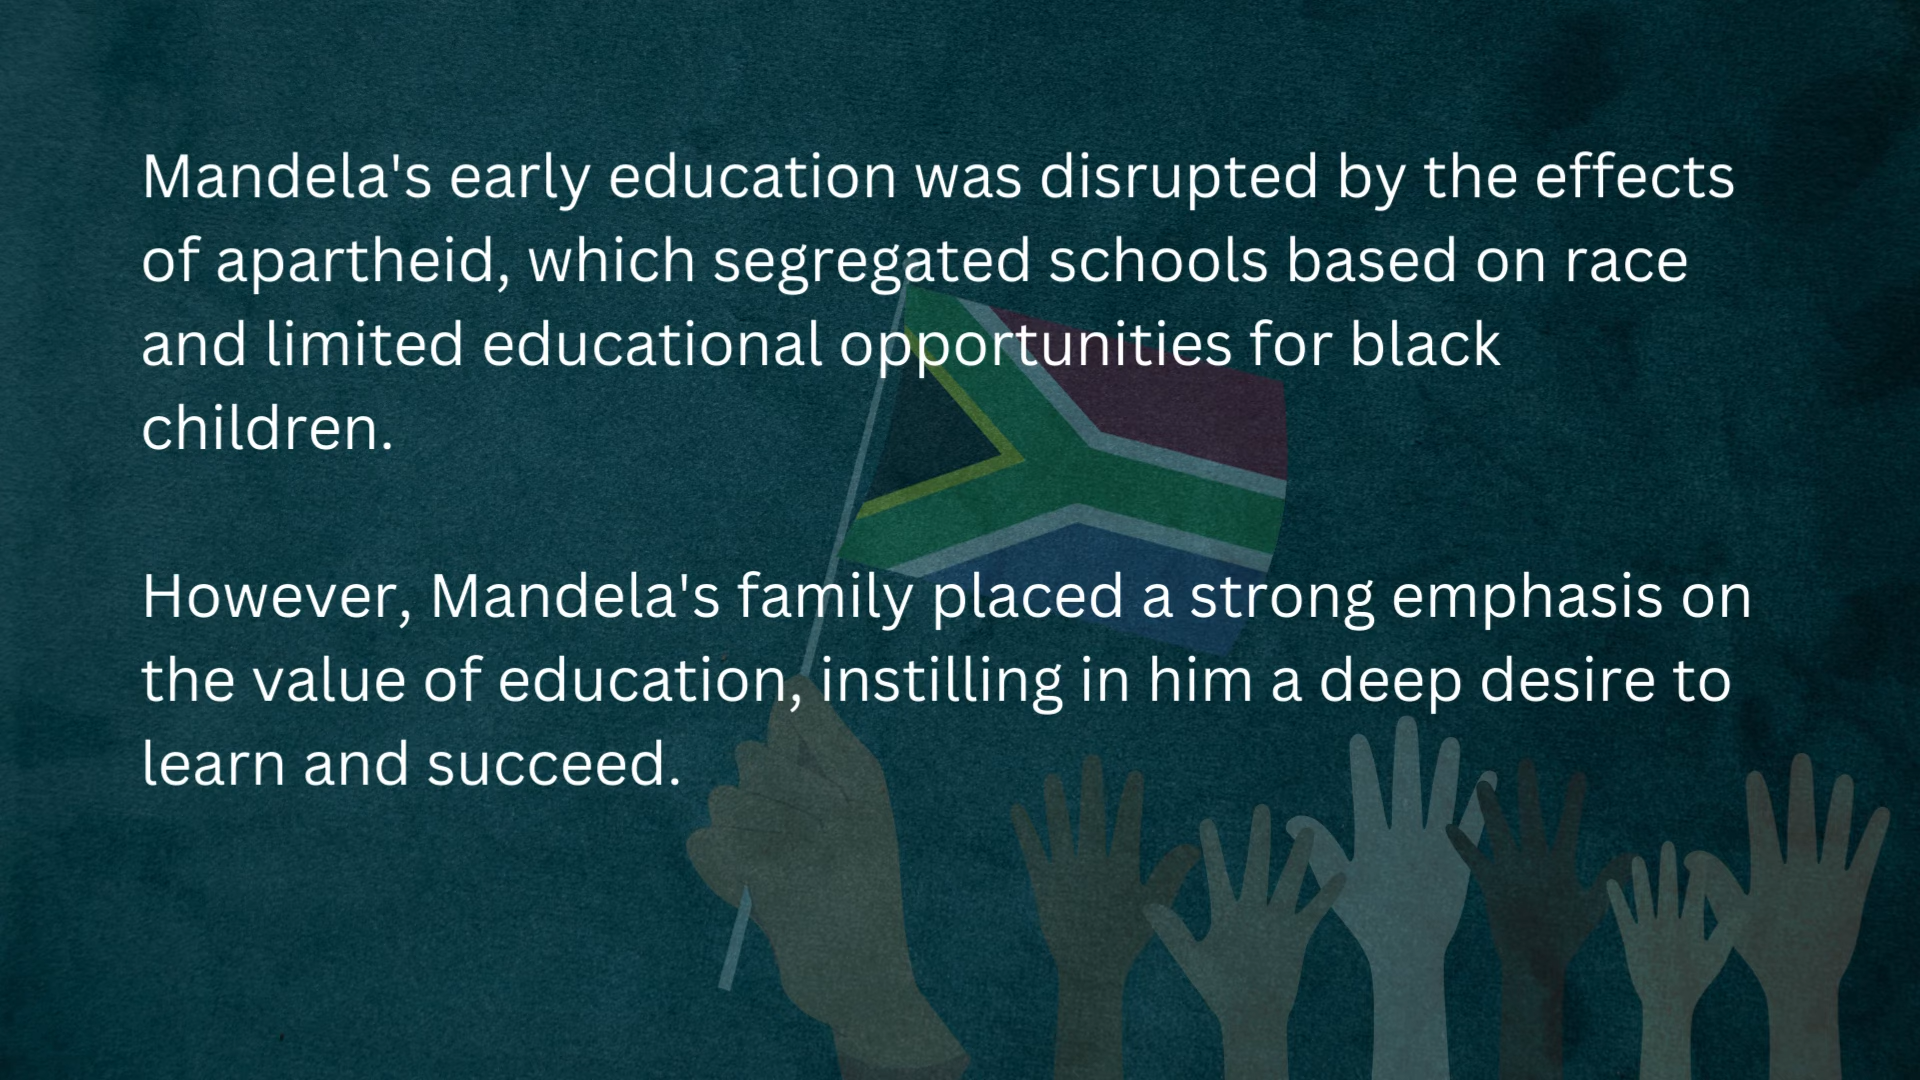 Mandela's early education was disrupted by the effects
of apartheid, which segregated schools based on race
and limited educational opportunities for black
children.
However, Mandela's family placed a strong emphasis on
the value of education, instilling in him a deep desire to
learn and succeed.